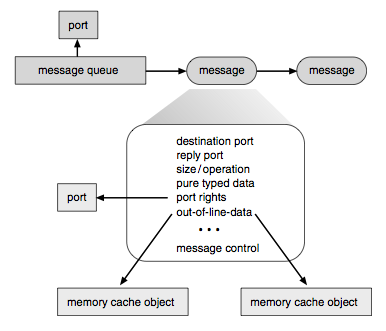 port
message queue
message
message
destination port
reply port
size/operation
pure typed data
port rights
port
out-of-line-data
• • •
message control
memory cache object
memory cache object